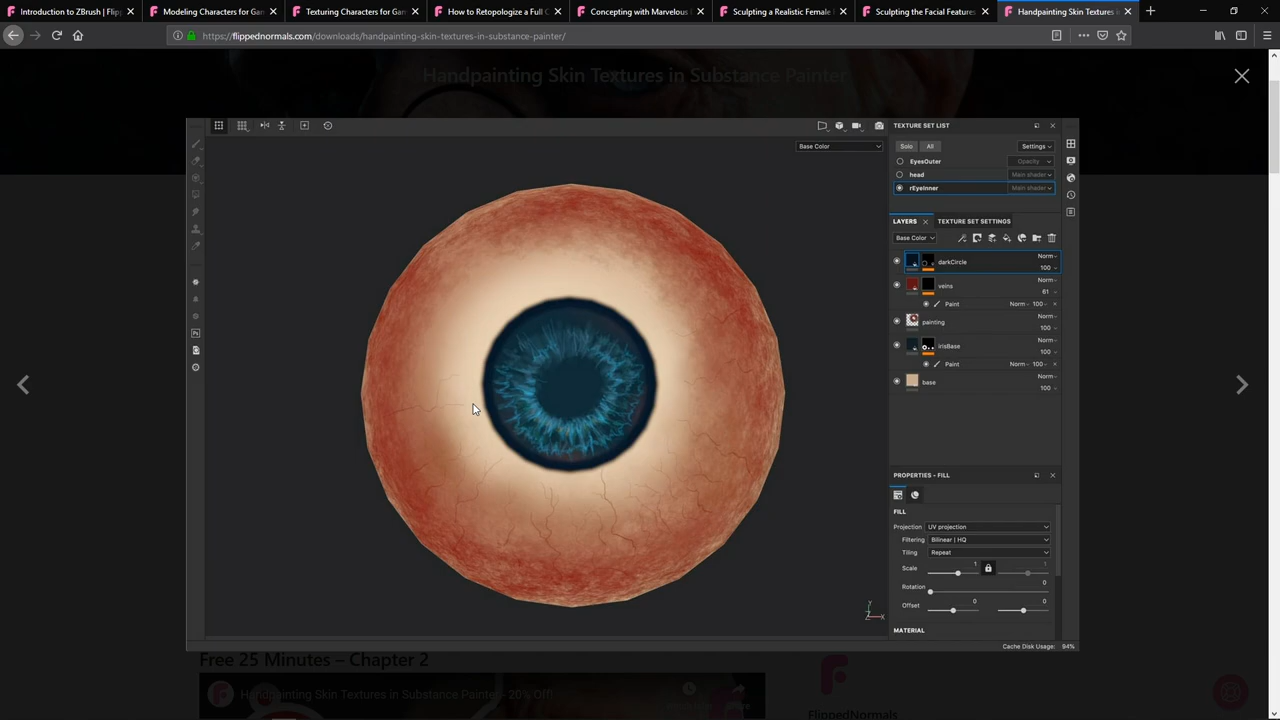 Introduction to ZBrush | Flipp
Modeling Characters for Gam
Texturing Characters for Gam
How to Retopologize a Full C
Concepting with Marvelous D
Sculpting a Realistic Female H
Sculpting the Facial Features
Handpainting Skin Textures in
https://flippednormals.com/downloads/handpainting-skin-textures-in-substance-painter/
Handpainting Skin Textures in Substance Painter
Base Color
TEXTURE SET LIST
Solo All Settings
EyesOuter Opacity
head Main shader
rEyeInner Main shader
LAYERS TEXTURE SET SETTINGS
Base Color
darkCircle Norm 100
veins Norm 61
Paint Norm 100
painting Norm 100
irisBase Norm 100
Paint Norm 100
base Norm 100
PROPERTIES - FILL
FILL
Projection UV projection
Filtering Bilinear | HQ
Tiling Repeat
Scale 1 1
Rotation 0
Offset 0 0
MATERIAL
Cache Disk Usage: 94%
Ps
Y
Z X
Free 25 Minutes – Chapter 2
Handpainting Skin Textures in Substance Painter - 20% Off!
FlippedNormals